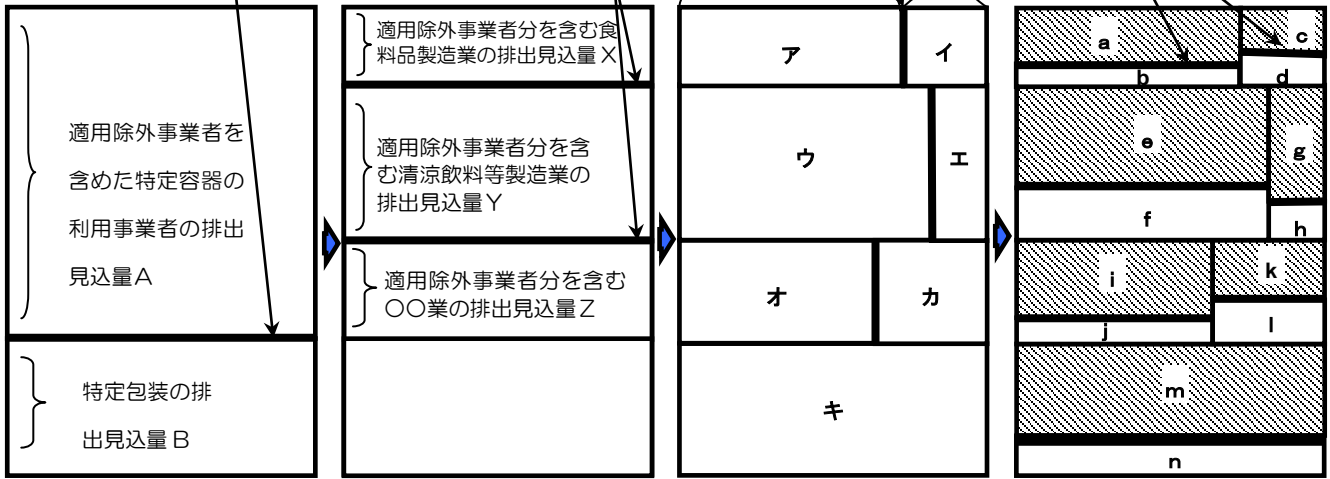 適用除外事業者を
含めた特定容器の
利用事業者の排出
見込量A
特定包装の排
出見込量B
適用除外事業者分を含む食
料品製造業の排出見込量X
適用除外事業者分を含
む清涼飲料等製造業の
排出見込量Y
適用除外事業者分を含む
〇〇業の排出見込量Z
ア
イ
ウ
エ
オ
カ
キ
a
c
b
d
e
g
f
h
i
k
j
l
m
n